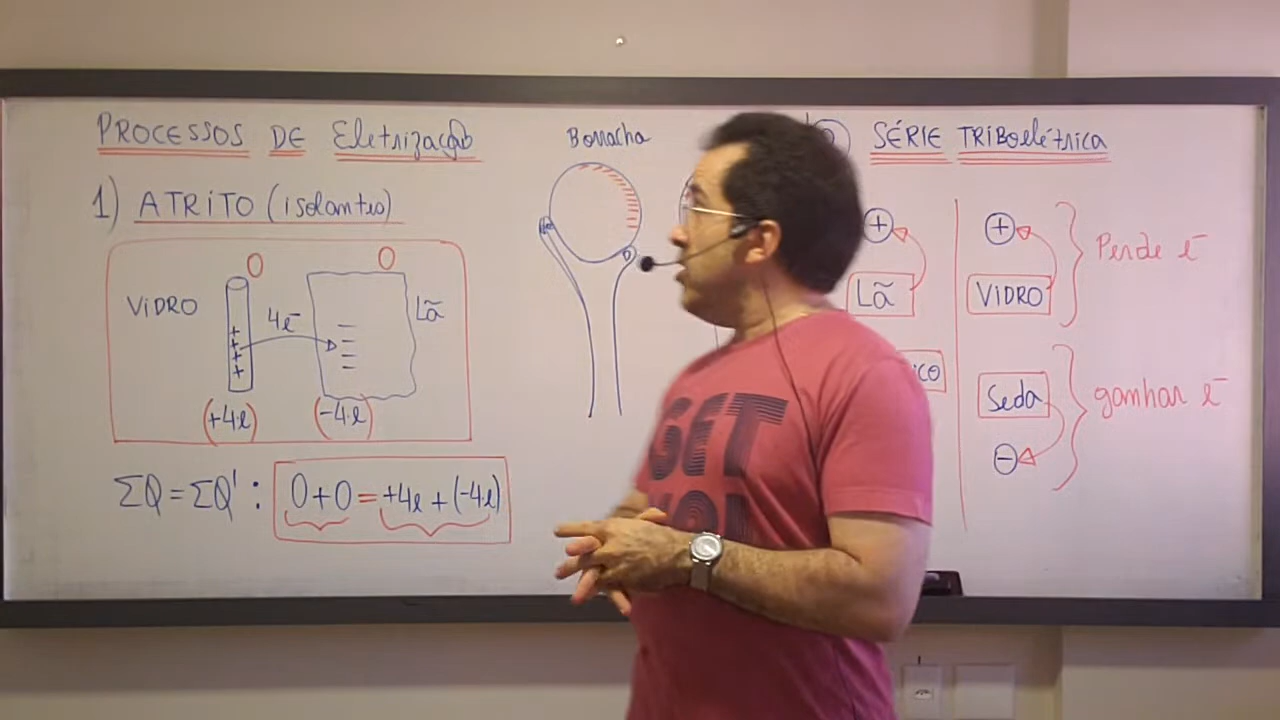 PROCESSOS DE Eletrização
1) ATRITO (isolantes)
0 0
VIDRO
4e⁻
Lã
+
+
+
+
(+4e) (-4e)
ΣQ = ΣQ' : 0+0 = +4e + (-4e)
Borracha
SÉRIE TRIBOelétrica
+ +
Lã VIDRO
Perde e⁻
Seda
ganhar e⁻
−
GET